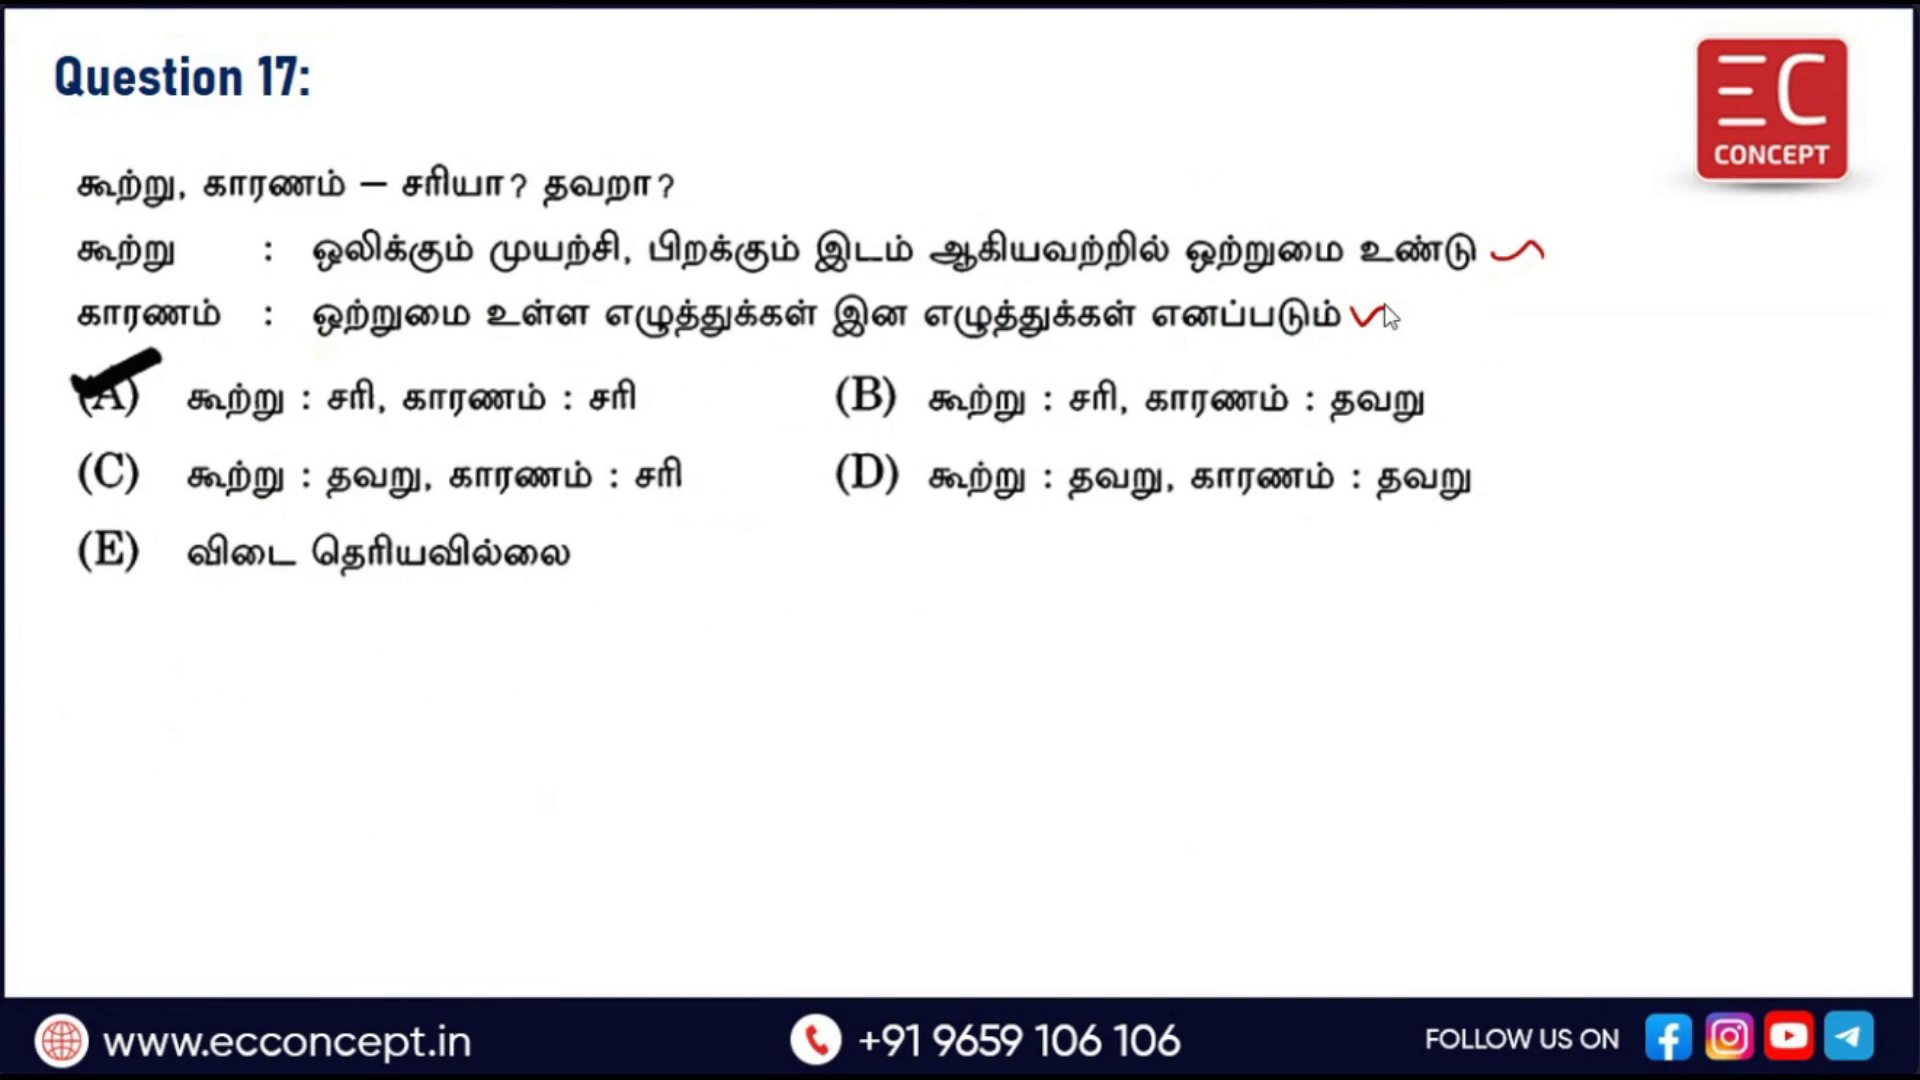 Question 17:
EC
CONCEPT
கூற்று, காரணம் – சரியா? தவறா?
கூற்று : ஒலிக்கும் முயற்சி, பிறக்கும் இடம் ஆகியவற்றில் ஒற்றுமை உண்டு
காரணம் : ஒற்றுமை உள்ள எழுத்துக்கள் இன எழுத்துக்கள் எனப்படும்
(A) கூற்று : சரி, காரணம் : சரி (B) கூற்று : சரி, காரணம் : தவறு
(C) கூற்று : தவறு, காரணம் : சரி (D) கூற்று : தவறு, காரணம் : தவறு
(E) விடை தெரியவில்லை
www.ecconcept.in +91 9659 106 106 FOLLOW US ON